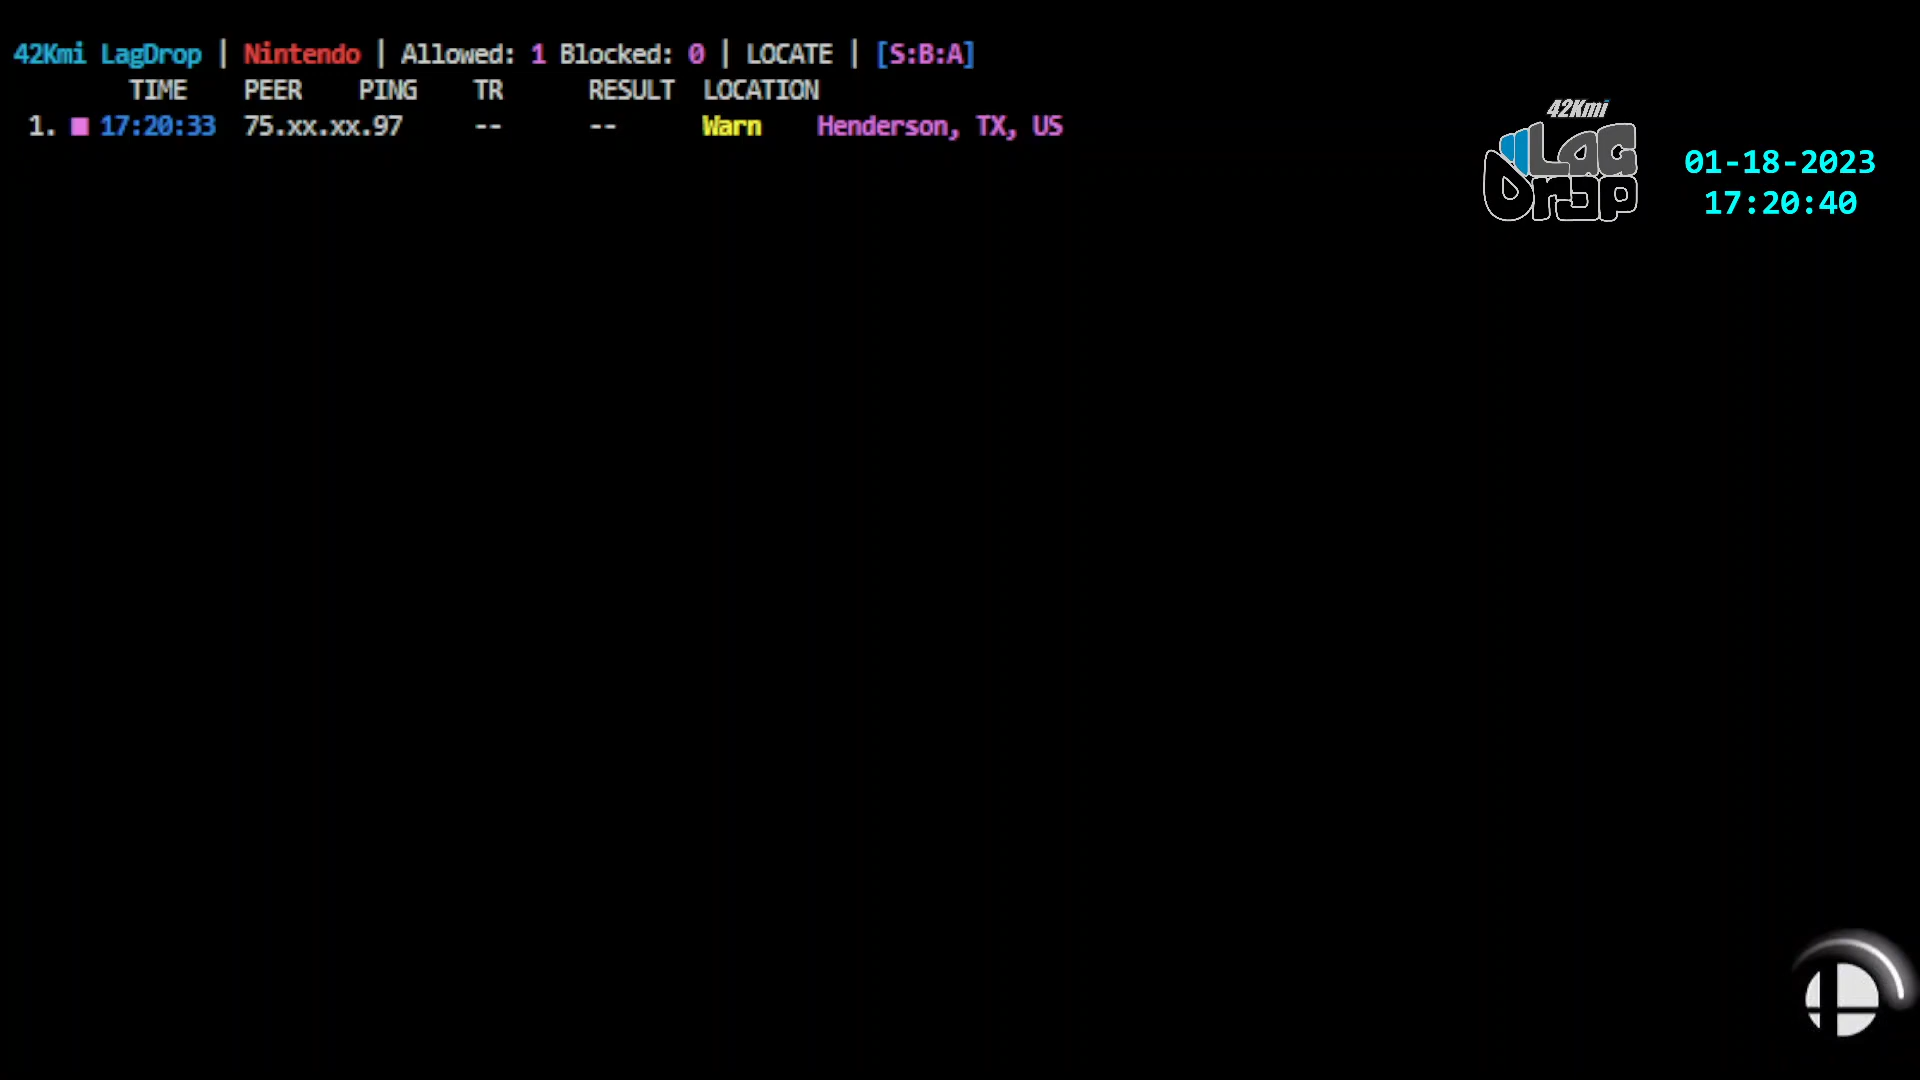 42Kmi LagDrop | Nintendo | Allowed: 1 Blocked: 0 | LOCATE | [S:B:A]
TIME PEER PING TR RESULT LOCATION
1. 17:20:33 75.xx.xx.97 -- -- Warn Henderson, TX, US
42Kmi
LagDrop
01-18-2023
17:20:40